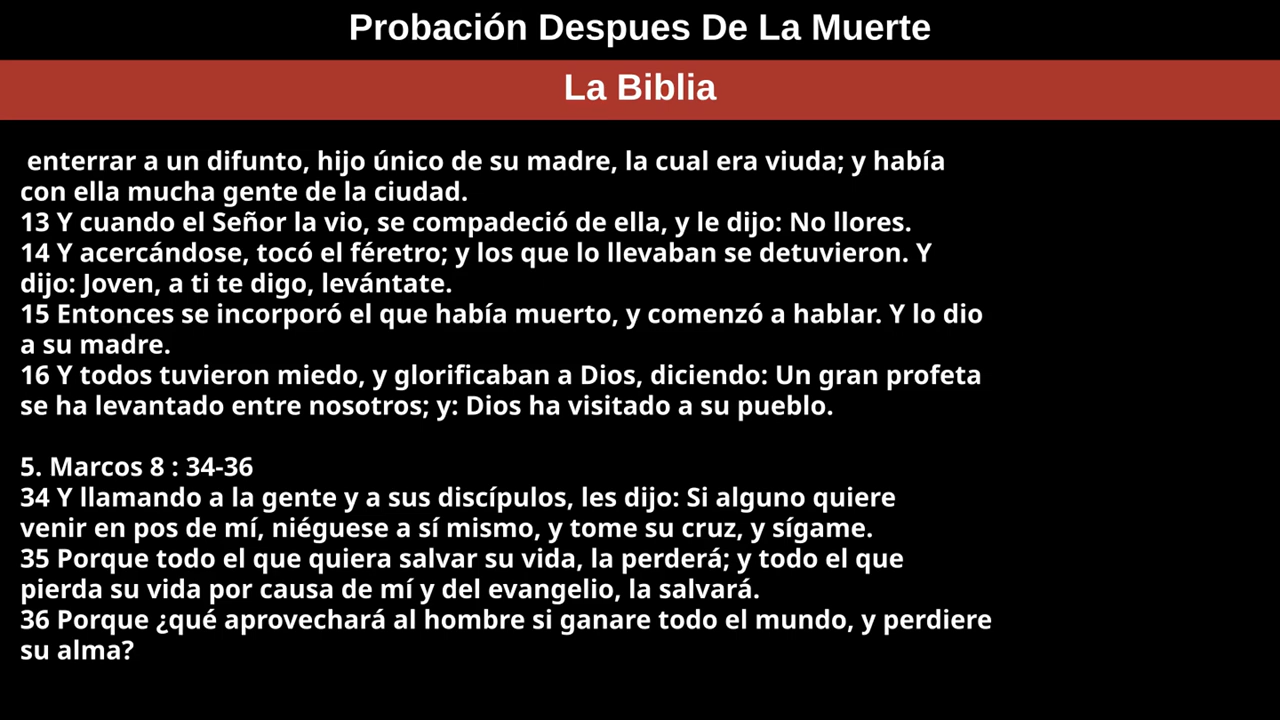 Probación Despues De La Muerte
La Biblia
enterrar a un difunto, hijo único de su madre, la cual era viuda; y había
con ella mucha gente de la ciudad.
13 Y cuando el Señor la vio, se compadeció de ella, y le dijo: No llores.
14 Y acercándose, tocó el féretro; y los que lo llevaban se detuvieron. Y
dijo: Joven, a ti te digo, levántate.
15 Entonces se incorporó el que había muerto, y comenzó a hablar. Y lo dio
a su madre.
16 Y todos tuvieron miedo, y glorificaban a Dios, diciendo: Un gran profeta
se ha levantado entre nosotros; y: Dios ha visitado a su pueblo.
5. Marcos 8 : 34-36
34 Y llamando a la gente y a sus discípulos, les dijo: Si alguno quiere
venir en pos de mí, niéguese a sí mismo, y tome su cruz, y sígame.
35 Porque todo el que quiera salvar su vida, la perderá; y todo el que
pierda su vida por causa de mí y del evangelio, la salvará.
36 Porque ¿qué aprovechará al hombre si ganare todo el mundo, y perdiere
su alma?